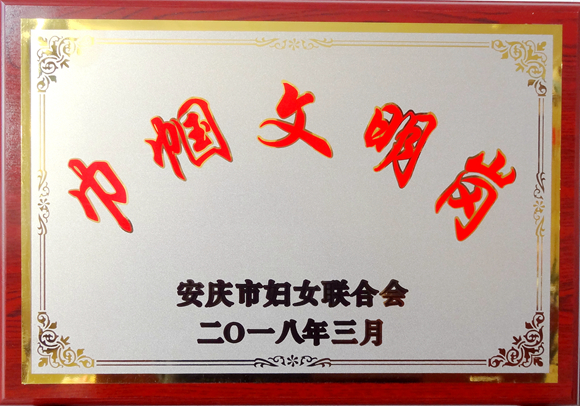 巾帼文明岗
安庆市妇女联合会
二〇一八年三月